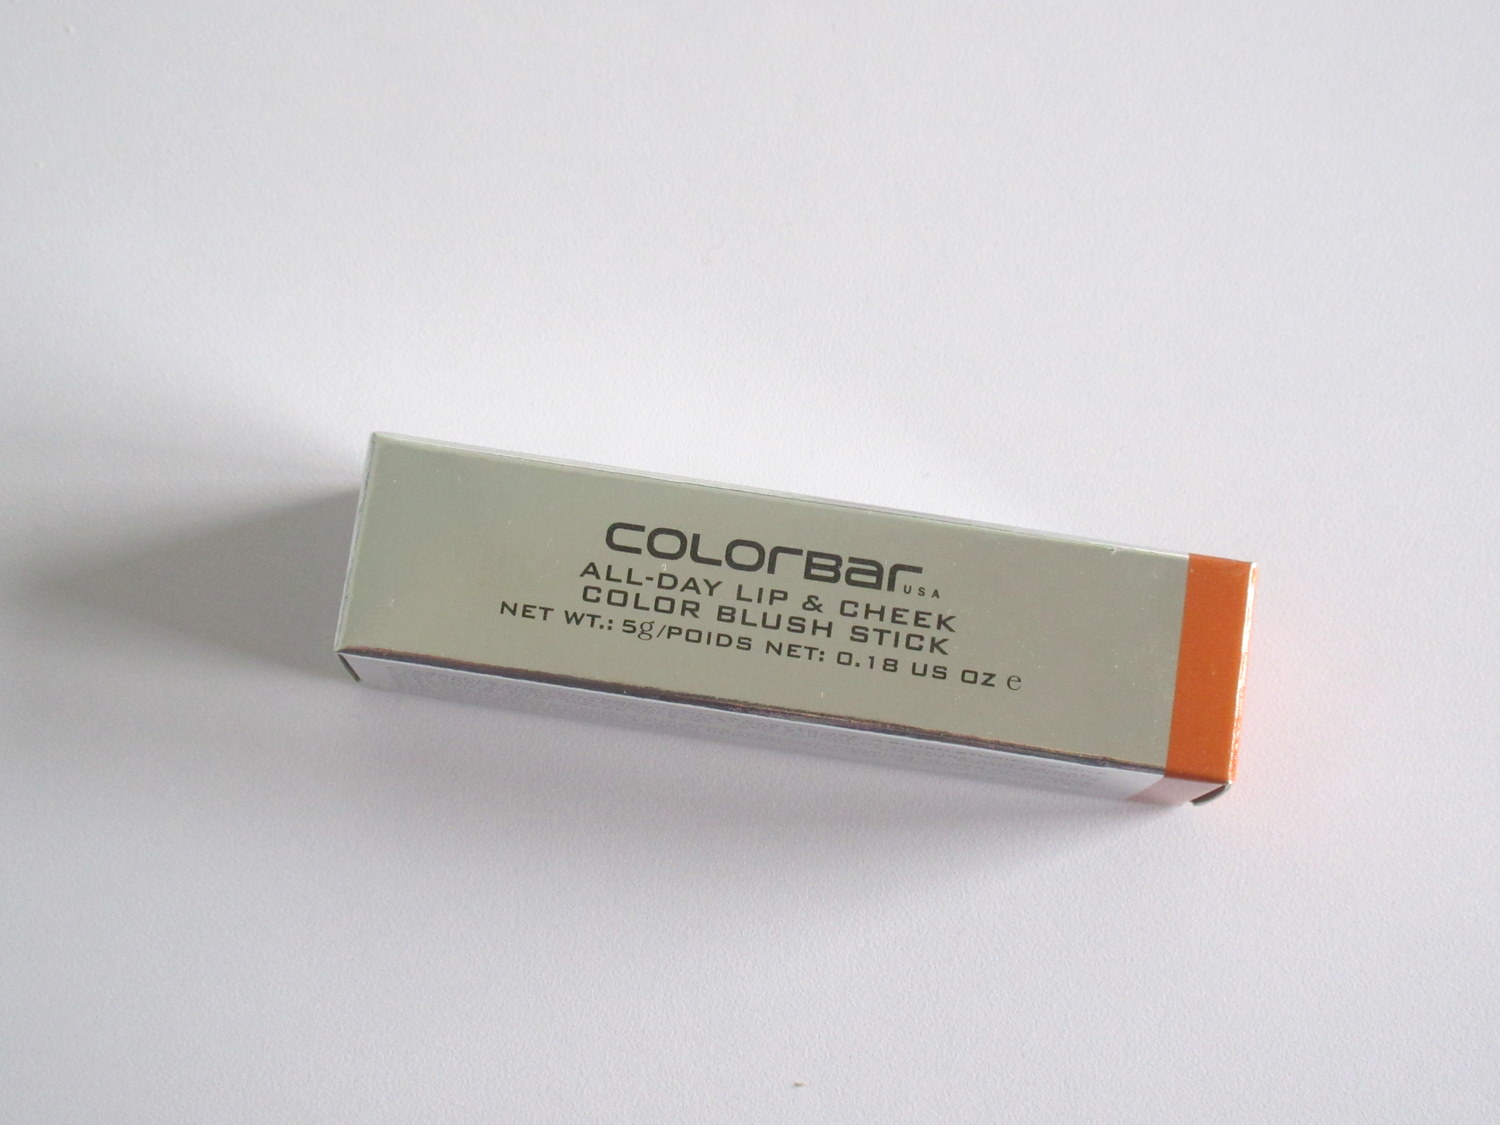 COLORBAR USA
ALL-DAY LIP & CHEEK
COLOR BLUSH STICK
NET WT.: 5g/POIDS NET: 0.18 US OZ e